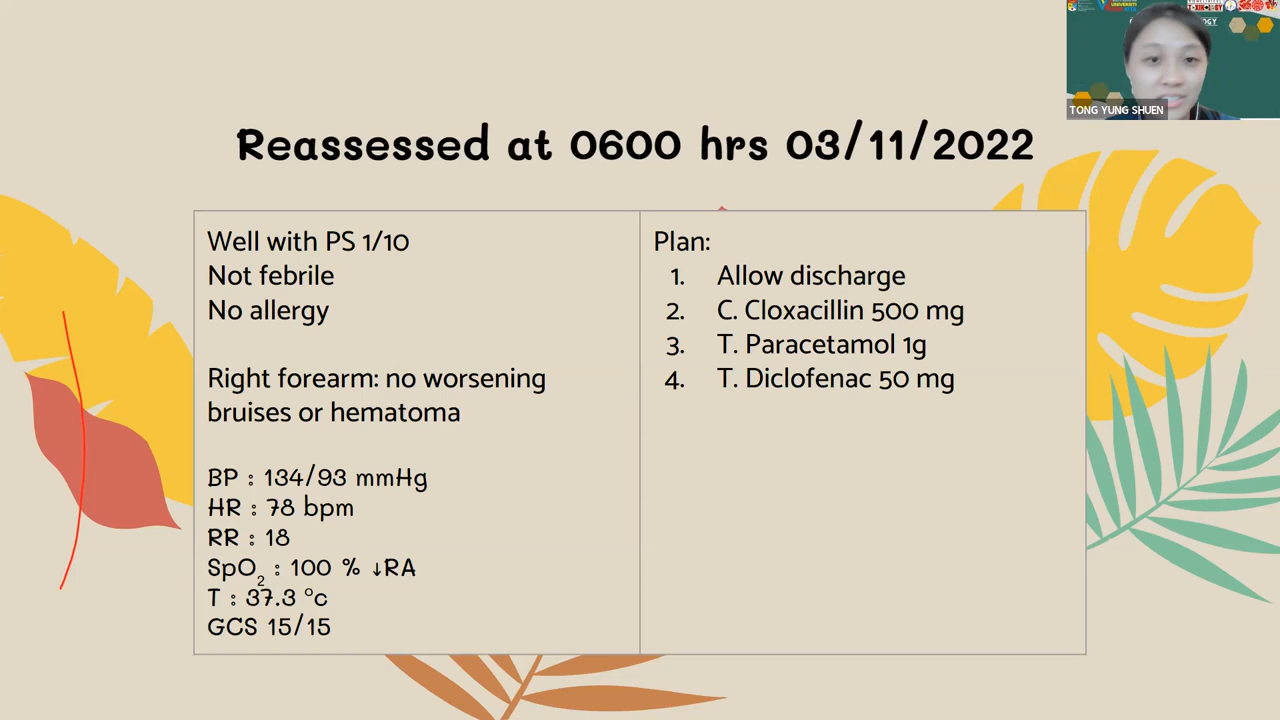 TONG YUNG SHUEN
Reassessed at 0600 hrs 03/11/2022
Well with PS 1/10
Not febrile
No allergy
Right forearm: no worsening
bruises or hematoma
BP : 134/93 mmHg
HR : 78 bpm
RR : 18
SpO2 : 100 % ↓RA
T : 37.3 °c
GCS 15/15
Plan:
1. Allow discharge
2. C. Cloxacillin 500 mg
3. T. Paracetamol 1g
4. T. Diclofenac 50 mg